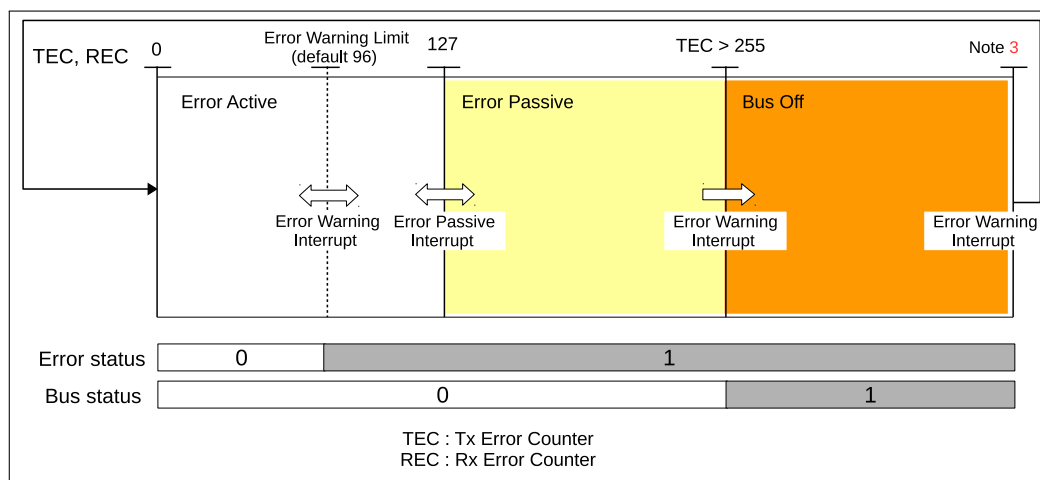 TEC, REC
0
Error Warning Limit
(default 96)
127
TEC > 255
Note 3
Error Active
Error Passive
Bus Off
Error Warning
Interrupt
Error Passive
Interrupt
Error Warning
Interrupt
Error Warning
Interrupt
Error status
0
1
Bus status
0
1
TEC : Tx Error Counter
REC : Rx Error Counter